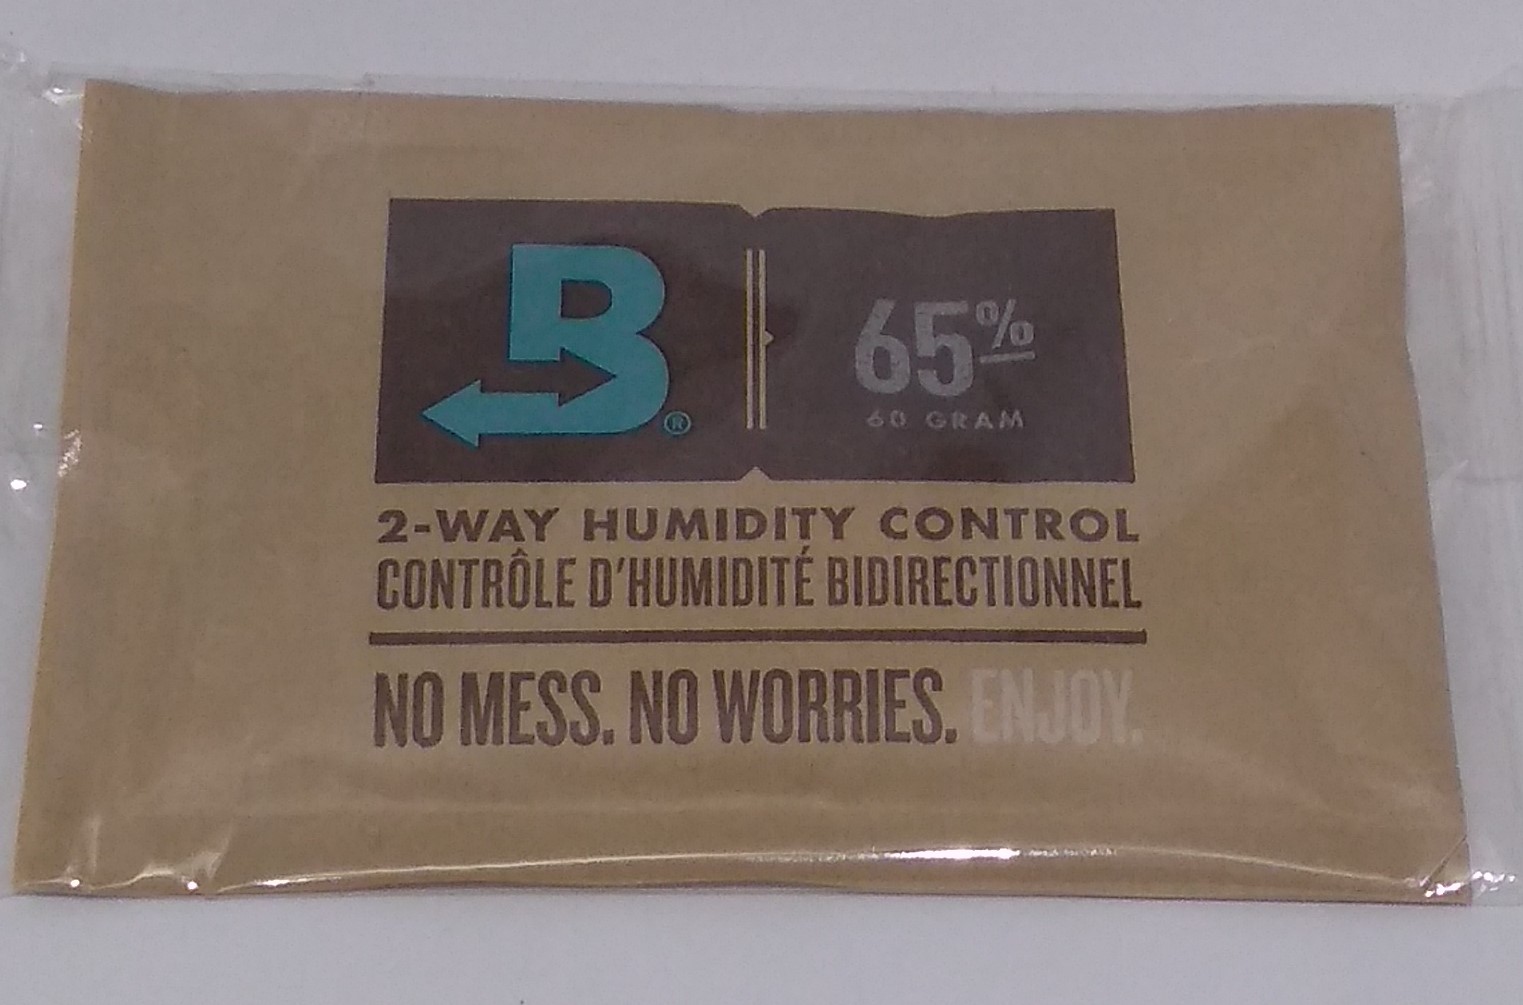 B®
65%
60 GRAM
2-WAY HUMIDITY CONTROL
CONTRÔLE D'HUMIDITÉ BIDIRECTIONNEL
NO MESS. NO WORRIES. ENJOY.